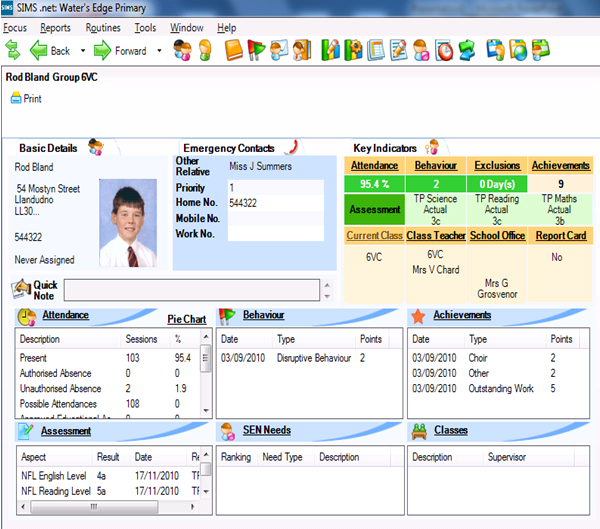 SIMS .net: Water's Edge Primary
Focus Reports Routines Tools Window Help
Back Forward
Rod Bland Group 6VC
Print
Basic Details
Rod Bland
54 Mostyn Street
Llandudno
LL30...
544322
Never Assigned
Emergency Contacts
Other Relative Miss J Summers
Priority 1
Home No. 544322
Mobile No.
Work No.
Key Indicators
Attendance Behaviour Exclusions Achievements
95.4 % 2 0 Day(s) 9
Assessment TP Science Actual 3c TP Reading Actual 3c TP Maths Actual 3b
Current Class Class Teacher School Office Report Card
6VC 6VC Mrs V Chard Mrs G Grosvenor No
Quick Note
Attendance Pie Chart
Description Sessions %
Present 103 95.4
Authorised Absence 0 0
Unauthorised Absence 2 1.9
Possible Attendances 108 0
Behaviour
Date Type Points
03/09/2010 Disruptive Behaviour 2
Achievements
Date Type Points
03/09/2010 Choir 2
03/09/2010 Other 2
03/09/2010 Outstanding Work 5
Assessment
Aspect Result Date
NFL English Level 4a 17/11/2010
NFL Reading Level 5a 17/11/2010
SEN Needs
Ranking Need Type Description
Classes
Description Supervisor